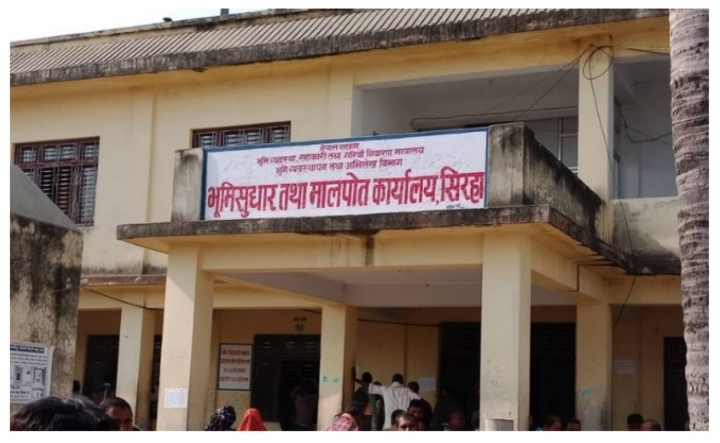 नेपाल सरकार
भूमि व्यवस्था, सहकारी तथा गरिबी निवारण मन्त्रालय
भूमि व्यवस्थापन तथा अभिलेख विभाग
भूमिसुधार तथा मालपोत कार्यालय, सिरहा